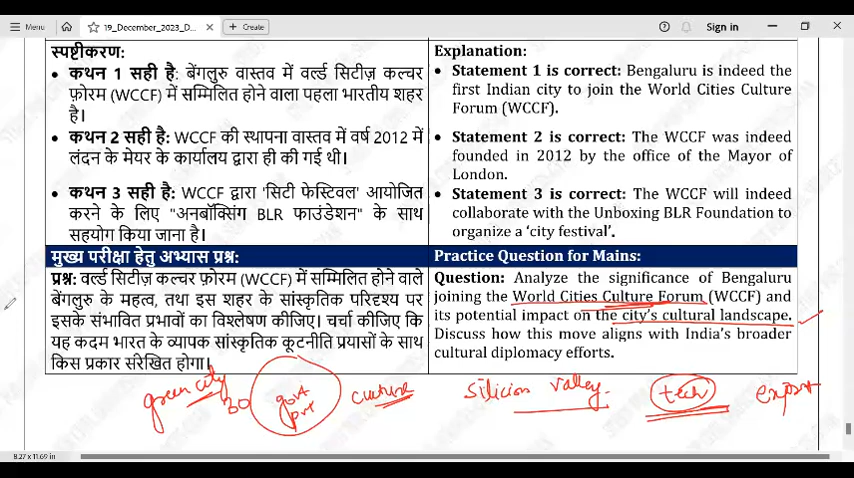 Menu
19_December_2023_D...
+ Create
Sign in
स्पष्टीकरण:
कथन 1 सही है: बेंगलुरु वास्तव में वर्ल्ड सिटीज़ कल्चर
फ़ोरम (WCCF) में सम्मिलित होने वाला पहला भारतीय शहर
है।
कथन 2 सही है: WCCF की स्थापना वास्तव में वर्ष 2012 में
लंदन के मेयर के कार्यालय द्वारा ही की गई थी।
कथन 3 सही है: WCCF द्वारा 'सिटी फेस्टिवल' आयोजित
करने के लिए "अनबॉक्सिंग BLR फाउंडेशन" के साथ
सहयोग किया जाना है।
Explanation:
Statement 1 is correct: Bengaluru is indeed the
first Indian city to join the World Cities Culture
Forum (WCCF).
Statement 2 is correct: The WCCF was indeed
founded in 2012 by the office of the Mayor of
London.
Statement 3 is correct: The WCCF will indeed
collaborate with the Unboxing BLR Foundation to
organize a 'city festival'.
मुख्य परीक्षा हेतु अभ्यास प्रश्न:
Practice Question for Mains:
प्रश्न: वर्ल्ड सिटीज़ कल्चर फ़ोरम (WCCF) में सम्मिलित होने वाले
बेंगलुरु के महत्व, तथा इस शहर के सांस्कृतिक परिदृश्य पर
इसके संभावित प्रभावों का विश्लेषण कीजिए। चर्चा कीजिए कि
यह कदम भारत के व्यापक सांस्कृतिक कूटनीति प्रयासों के साथ
किस प्रकार संरेखित होगा।
Question: Analyze the significance of Bengaluru
joining the World Cities Culture Forum (WCCF) and
its potential impact on the city's cultural landscape.
Discuss how this move aligns with India's broader
cultural diplomacy efforts.
green city
30
govt
pvt
culture
silicion valley
tech
export
8.27 x 11.69 in